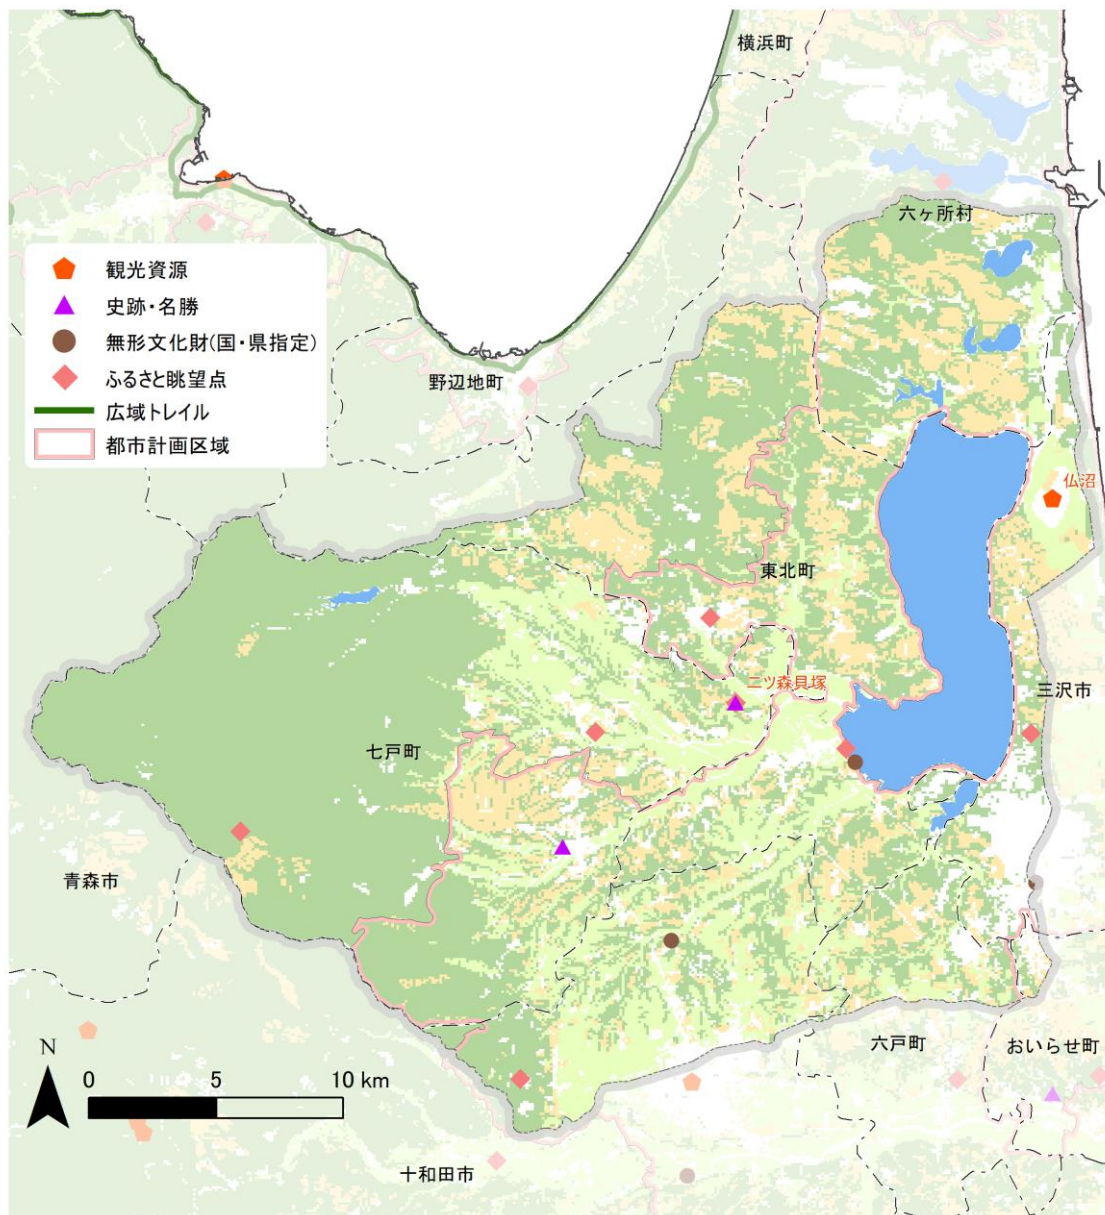 横浜町
六ヶ所村
観光資源
史跡・名勝
無形文化財(国・県指定)
ふるさと眺望点
広域トレイル
都市計画区域
野辺地町
仏沼
東北町
二ツ森貝塚
三沢市
七戸町
青森市
N
0 5 10 km
六戸町
おいらせ町
十和田市